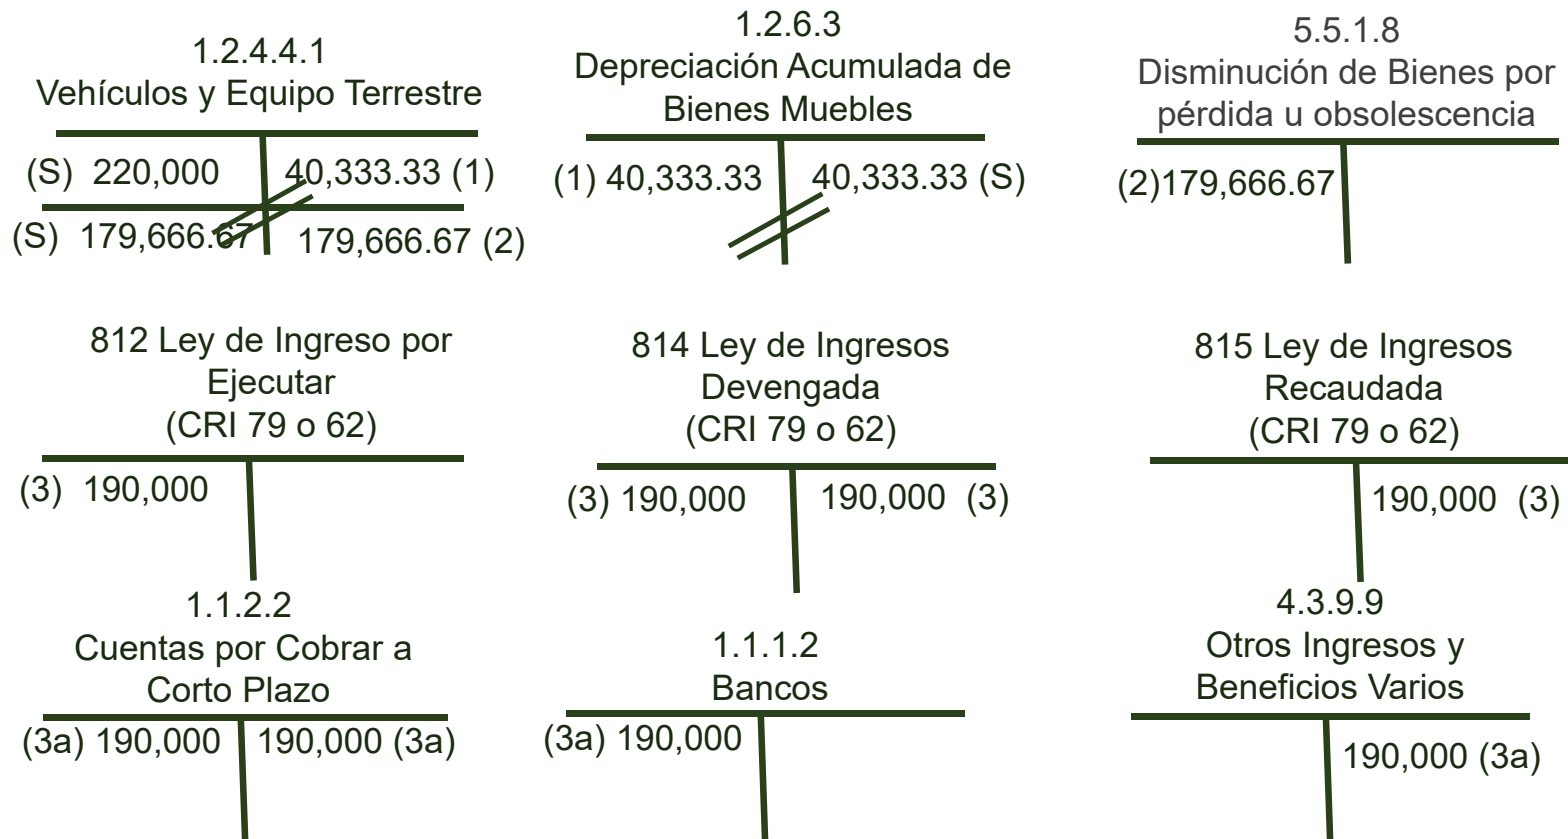 1.2.4.4.1
Vehículos y Equipo Terrestre
(S) 220,000
40,333.33 (1)
(S) 179,666.67
179,666.67 (2)
1.2.6.3
Depreciación Acumulada de
Bienes Muebles
(1) 40,333.33
40,333.33 (S)
5.5.1.8
Disminución de Bienes por
pérdida u obsolescencia
(2)179,666.67
812 Ley de Ingreso por
Ejecutar
(CRI 79 o 62)
(3) 190,000
814 Ley de Ingresos
Devengada
(CRI 79 o 62)
(3) 190,000
190,000 (3)
815 Ley de Ingresos
Recaudada
(CRI 79 o 62)
190,000 (3)
1.1.2.2
Cuentas por Cobrar a
Corto Plazo
(3a) 190,000
190,000 (3a)
1.1.1.2
Bancos
(3a) 190,000
4.3.9.9
Otros Ingresos y
Beneficios Varios
190,000 (3a)